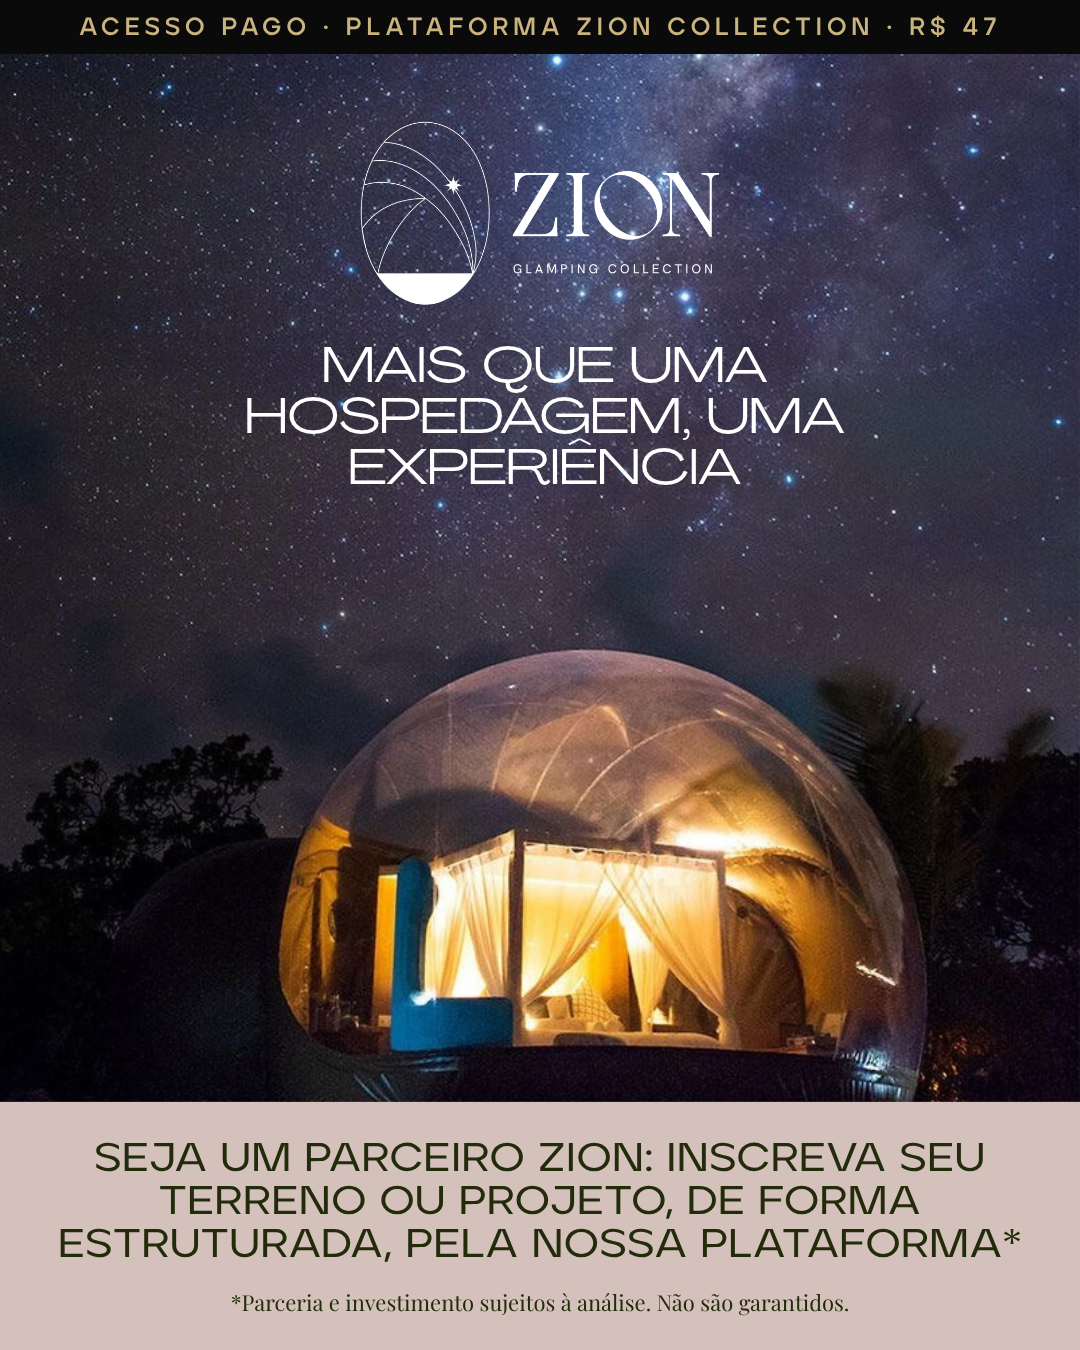 ACESSO PAGO · PLATAFORMA ZION COLLECTION · R$ 47
ZION
GLAMPING COLLECTION
MAIS QUE UMA
HOSPEDAGEM, UMA
EXPERIÊNCIA
SEJA UM PARCEIRO ZION: INSCREVA SEU
TERRENO OU PROJETO, DE FORMA
ESTRUTURADA, PELA NOSSA PLATAFORMA*
*Parceria e investimento sujeitos à análise. Não são garantidos.